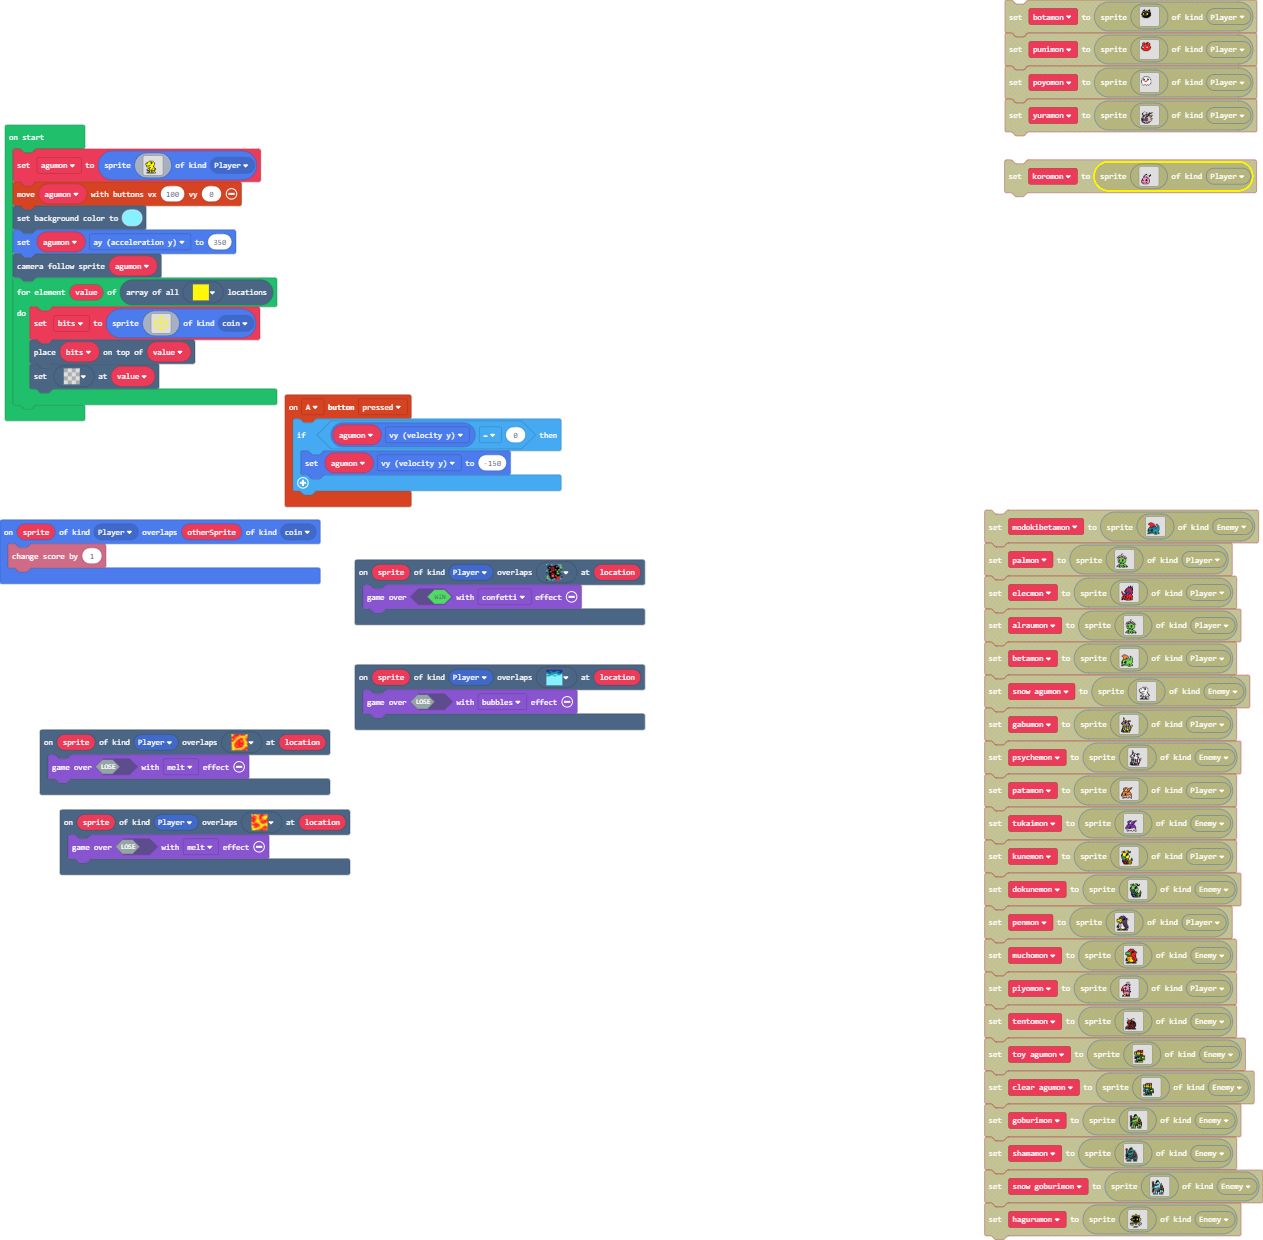 set botamon to sprite of kind Player
set punimon to sprite of kind Player
set poyomon to sprite of kind Player
set yuramon to sprite of kind Player
set koromon to sprite of kind Player
on start
set agumon to sprite of kind Player
move agumon with buttons vx 100 vy 0
set background color to
set agumon ay (acceleration y) to 350
camera follow sprite agumon
for element value of array of all locations
do
set bits to sprite of kind coin
place bits on top of value
set at value
on A button pressed
if agumon vy (velocity y) = 0 then
set agumon vy (velocity y) to -150
on sprite of kind Player overlaps otherSprite of kind coin
change score by 1
on sprite of kind Player overlaps at location
game over WIN with confetti effect
on sprite of kind Player overlaps at location
game over LOSE with bubbles effect
on sprite of kind Player overlaps at location
game over LOSE with melt effect
on sprite of kind Player overlaps at location
game over LOSE with melt effect
set modokibetamon to sprite of kind Enemy
set palmon to sprite of kind Player
set elecmon to sprite of kind Player
set alraumon to sprite of kind Player
set betamon to sprite of kind Player
set snow agumon to sprite of kind Enemy
set gabumon to sprite of kind Player
set psychemon to sprite of kind Enemy
set patamon to sprite of kind Player
set tukaimon to sprite of kind Enemy
set kunemon to sprite of kind Player
set dokunemon to sprite of kind Enemy
set penmon to sprite of kind Player
set muchomon to sprite of kind Enemy
set piyomon to sprite of kind Player
set tentomon to sprite of kind Enemy
set toy agumon to sprite of kind Enemy
set clear agumon to sprite of kind Enemy
set goburimon to sprite of kind Enemy
set shamamon to sprite of kind Enemy
set snow goburimon to sprite of kind Enemy
set hagurumon to sprite of kind Enemy